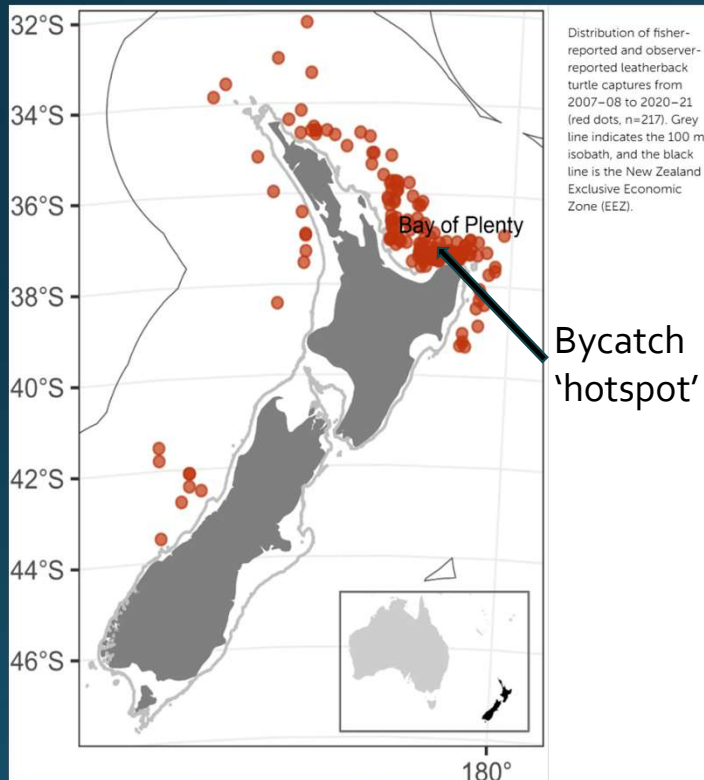 32°S
34°S
36°S
38°S
40°S
42°S
44°S
46°S
180°
Bay of Plenty
Distribution of fisher-
reported and observer-
reported leatherback
turtle captures from
2007–08 to 2020–21
(red dots, n=217). Grey
line indicates the 100 m
isobath, and the black
line is the New Zealand
Exclusive Economic
Zone (EEZ).
Bycatch
‘hotspot’